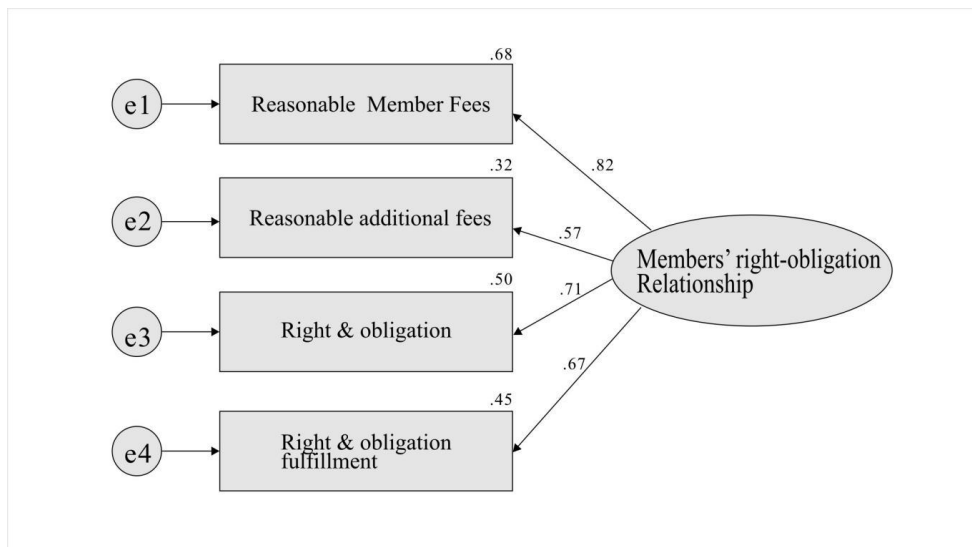 .68
e1
Reasonable Member Fees
.82
.32
e2
Reasonable additional fees
.57
Members’ right-obligation
Relationship
.50
.71
e3
Right & obligation
.67
.45
e4
Right & obligation
fulfillment